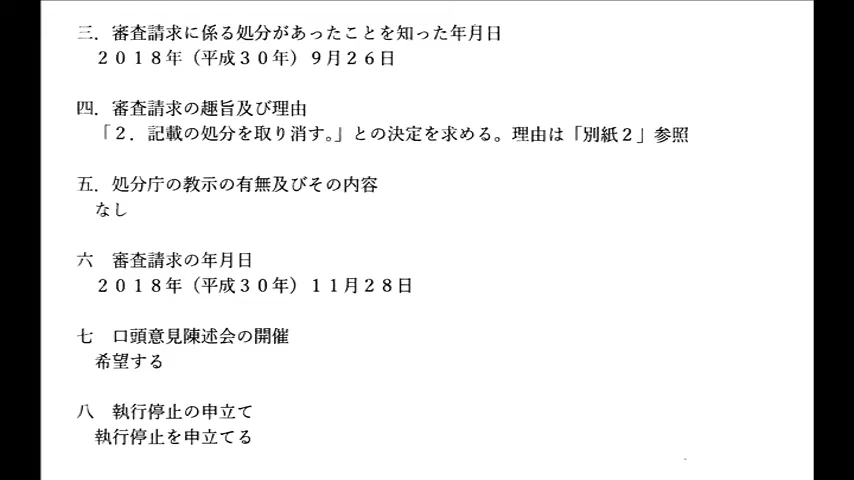 三．審査請求に係る処分があったことを知った年月日
２０１８年（平成３０年）９月２６日
四．審査請求の趣旨及び理由
「２．記載の処分を取り消す。」との決定を求める。理由は「別紙２」参照
五．処分庁の教示の有無及びその内容
なし
六　審査請求の年月日
２０１８年（平成３０年）１１月２８日
七　口頭意見陳述会の開催
希望する
八　執行停止の申立て
執行停止を申立てる